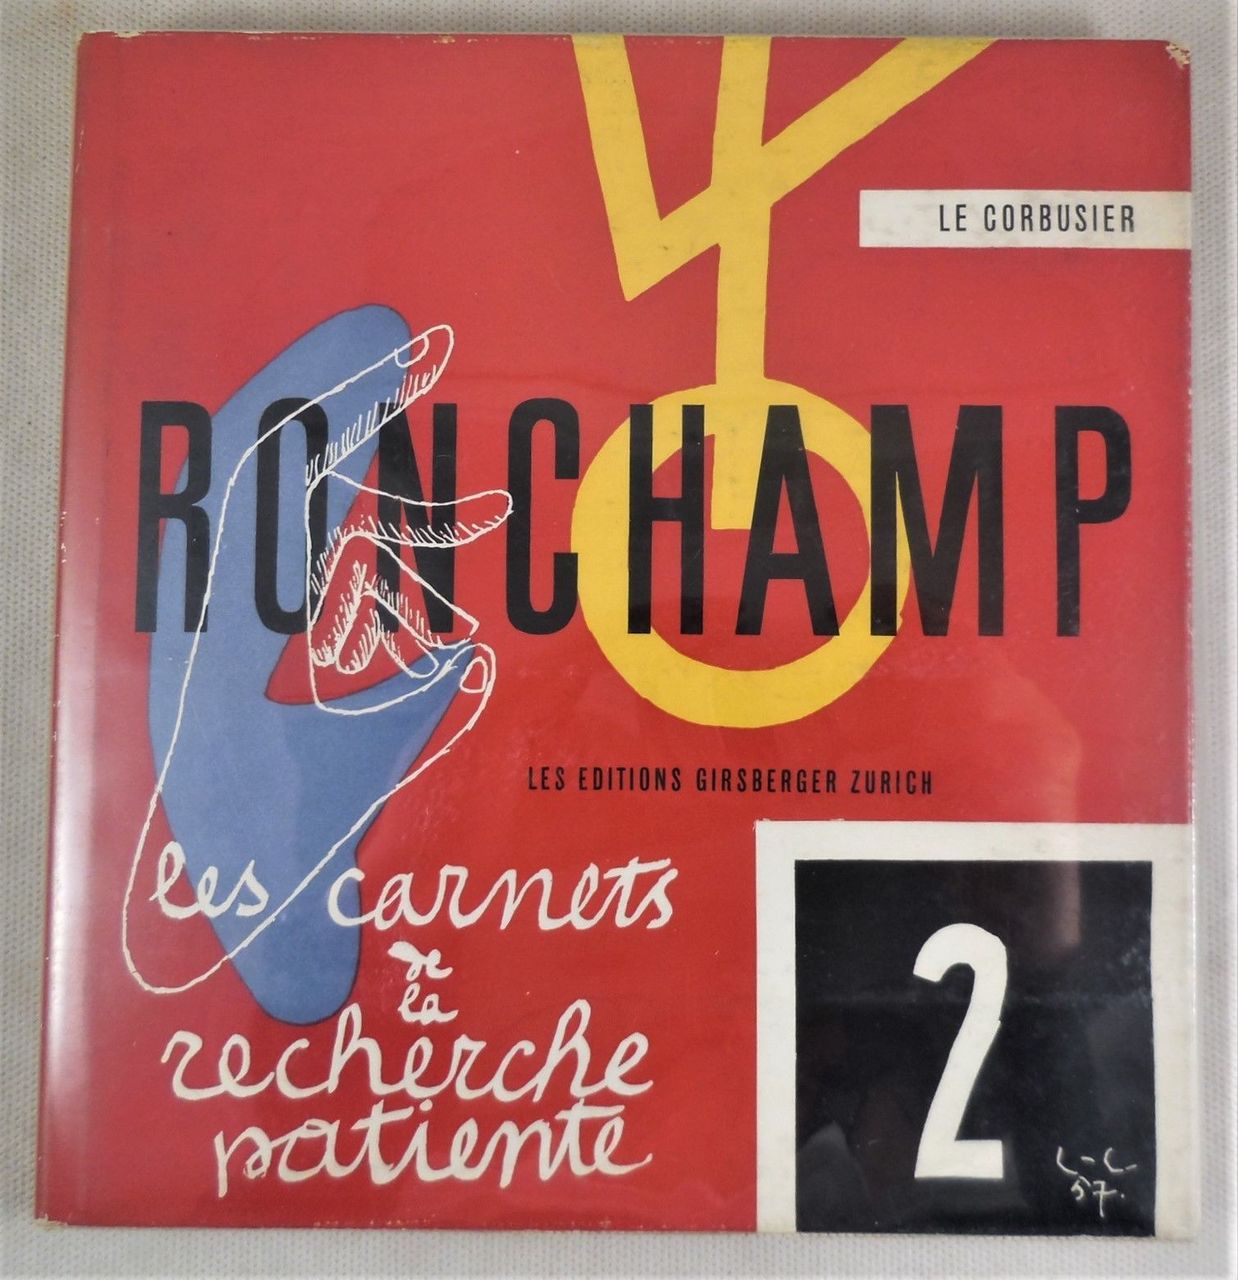 LE CORBUSIER
RONCHAMP
LES EDITIONS GIRSBERGER ZURICH
les carnets
de
la
recherche
patiente
2
L-C-
57.